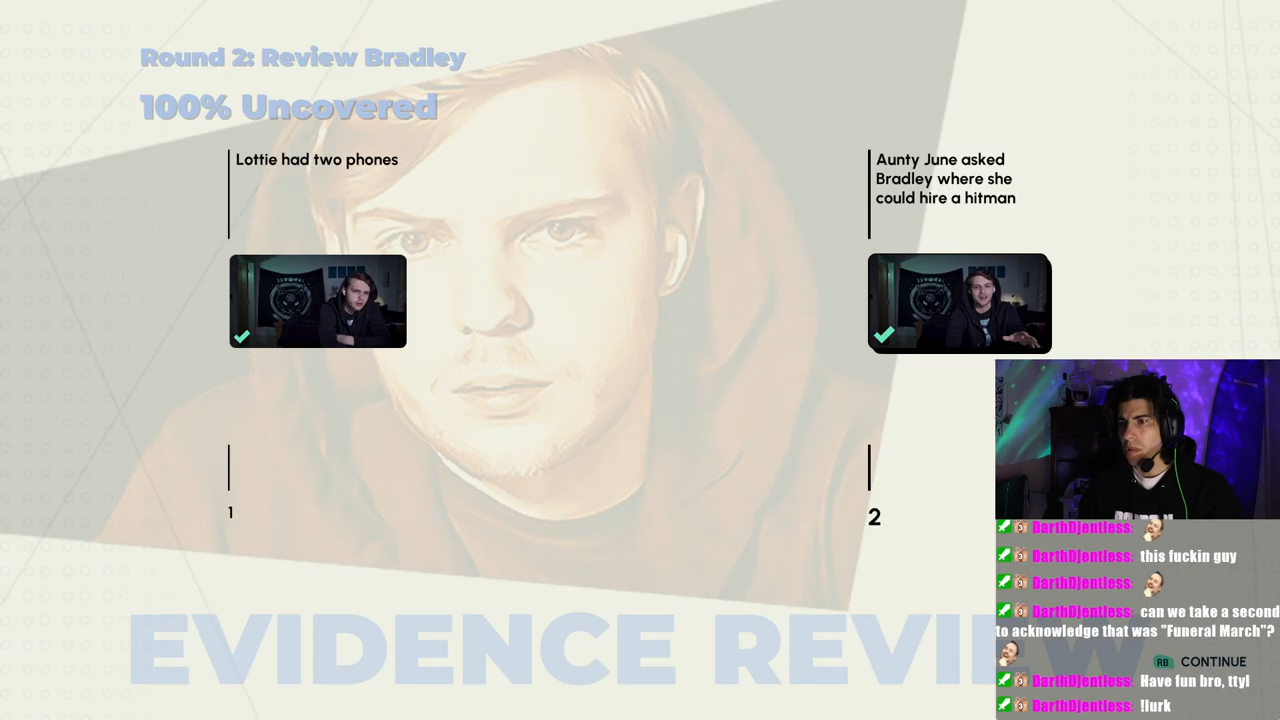 Round 2: Review Bradley
100% Uncovered
Lottie had two phones
Aunty June asked
Bradley where she
could hire a hitman
1
2
EVIDENCE REVIEW
DarthDJentless:
DarthDJentless: this fuckin guy
DarthDJentless:
DarthDJentless: can we take a second
to acknowledge that was "Funeral March"?
RB CONTINUE
DarthDJentless: Have fun bro, ttyl
DarthDJentless: !lurk